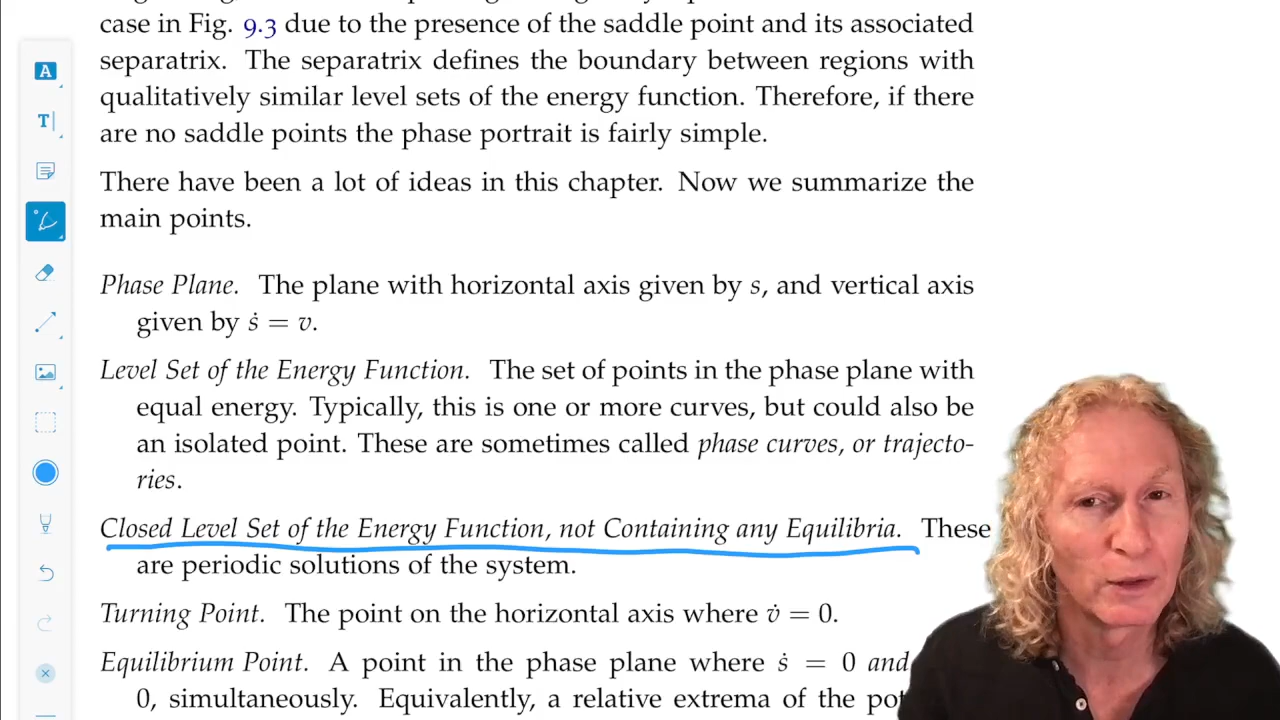 case in Fig. 9.3 due to the presence of the saddle point and its associated
separatrix. The separatrix defines the boundary between regions with
qualitatively similar level sets of the energy function. Therefore, if there
are no saddle points the phase portrait is fairly simple.
There have been a lot of ideas in this chapter. Now we summarize the
main points.
Phase Plane. The plane with horizontal axis given by s, and vertical axis
given by ṡ = v.
Level Set of the Energy Function. The set of points in the phase plane with
equal energy. Typically, this is one or more curves, but could also be
an isolated point. These are sometimes called phase curves, or trajecto-
ries.
Closed Level Set of the Energy Function, not Containing any Equilibria. These
are periodic solutions of the system.
Turning Point. The point on the horizontal axis where v̇ = 0.
Equilibrium Point. A point in the phase plane where ṡ = 0 and
0, simultaneously. Equivalently, a relative extrema of the
A
T